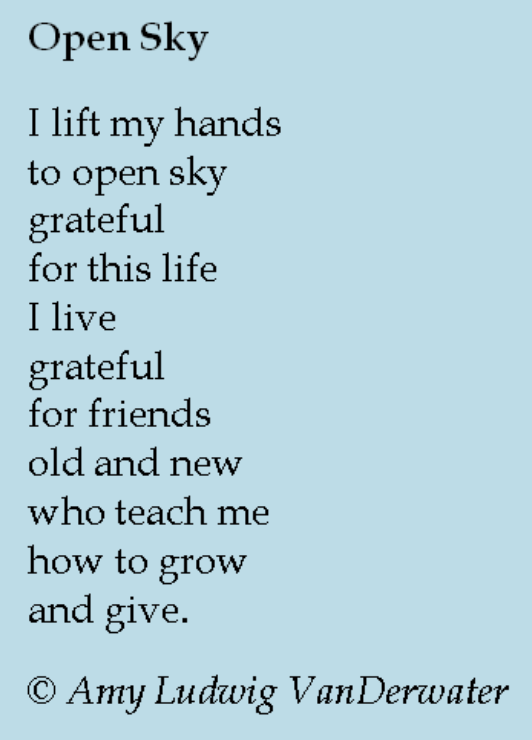 Open Sky
I lift my hands
to open sky
grateful
for this life
I live
grateful
for friends
old and new
who teach me
how to grow
and give.
© Amy Ludwig VanDerwater